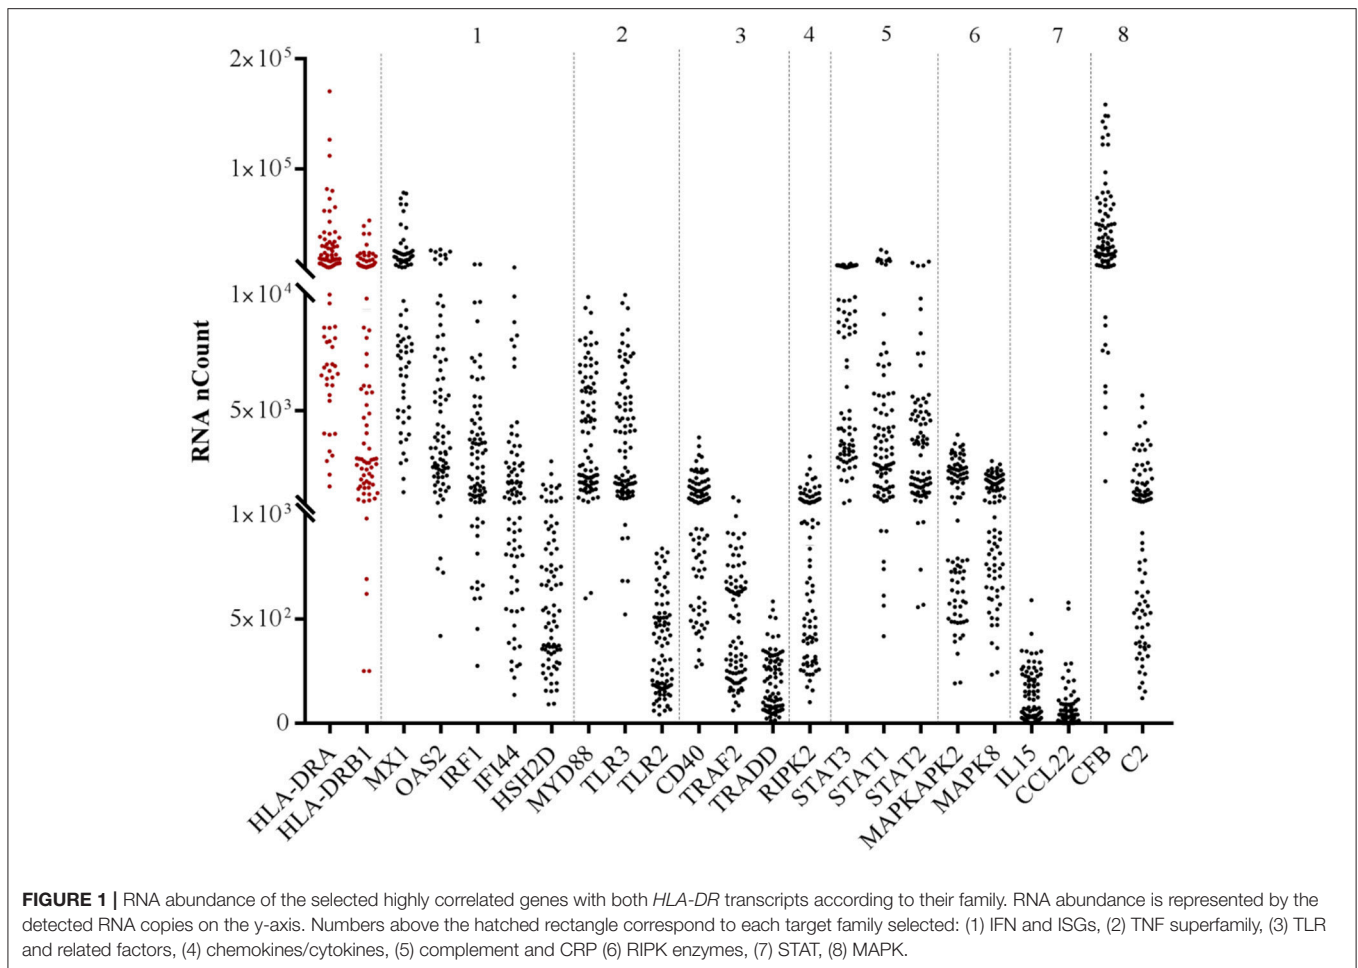 1 2 3 4 5 6 7 8
2×10⁵
1×10⁵
1×10⁴
5×10³
1×10³
5×10²
0
RNA nCount
HLA-DRA HLA-DRB1 MX1 OAS2 IRF1 IFI44 HSH2D MYD88 TLR3 TLR2 CD40 TRAF2 TRADD RIPK2 STAT3 STAT1 STAT2 MAPKAPK2 MAPK8 IL15 CCL22 CFB C2
FIGURE 1 | RNA abundance of the selected highly correlated genes with both HLA-DR transcripts according to their family. RNA abundance is represented by the
detected RNA copies on the y-axis. Numbers above the hatched rectangle correspond to each target family selected: (1) IFN and ISGs, (2) TNF superfamily, (3) TLR
and related factors, (4) chemokines/cytokines, (5) complement and CRP (6) RIPK enzymes, (7) STAT, (8) MAPK.